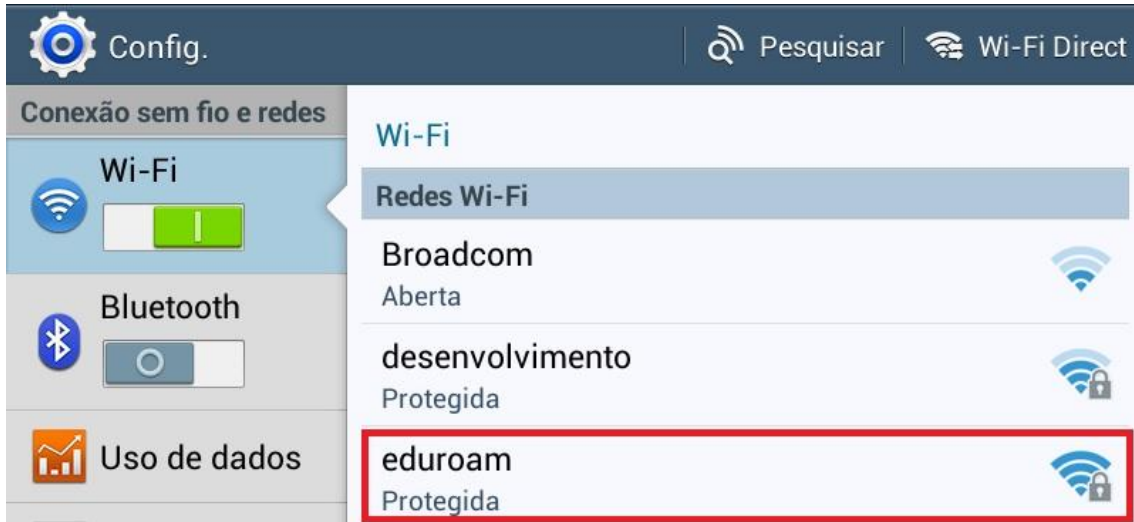 Config.
Pesquisar
Wi-Fi Direct
Conexão sem fio e redes
Wi-Fi
Bluetooth
Uso de dados
Wi-Fi
Redes Wi-Fi
Broadcom
Aberta
desenvolvimento
Protegida
eduroam
Protegida